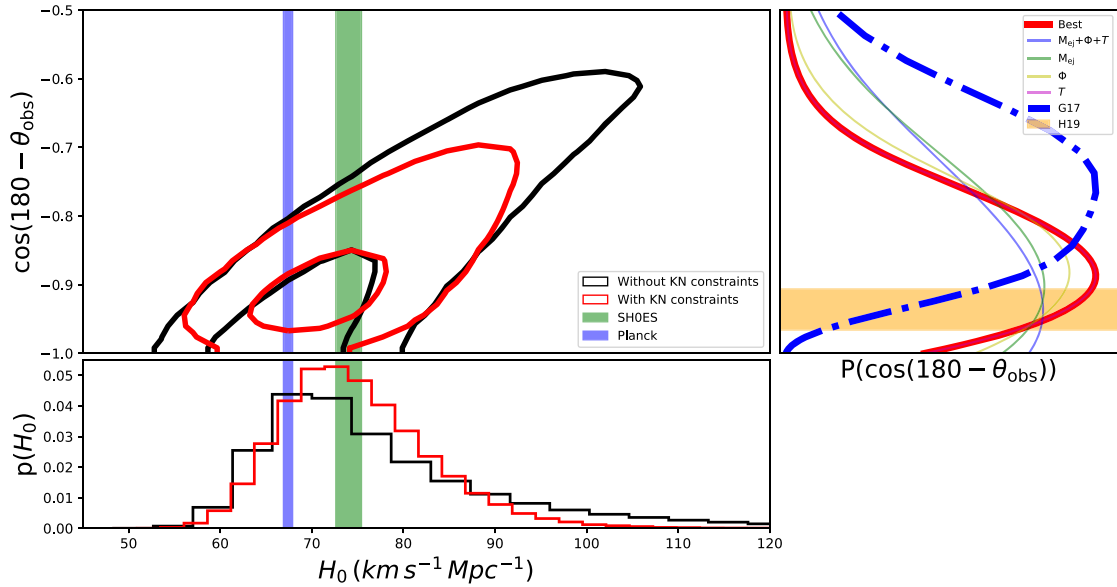 −0.5
−0.6
−0.7
−0.8
−0.9
−1.0
cos(180 − θobs)
Without KN constraints
With KN constraints
SH0ES
Planck
Best
Mej+Φ+T
Mej
Φ
T
G17
H19
P(cos(180 − θobs))
0.05
0.04
0.03
0.02
0.01
0.00
p(H0)
50
60
70
80
90
100
110
120
H0 (km s−1 Mpc−1)